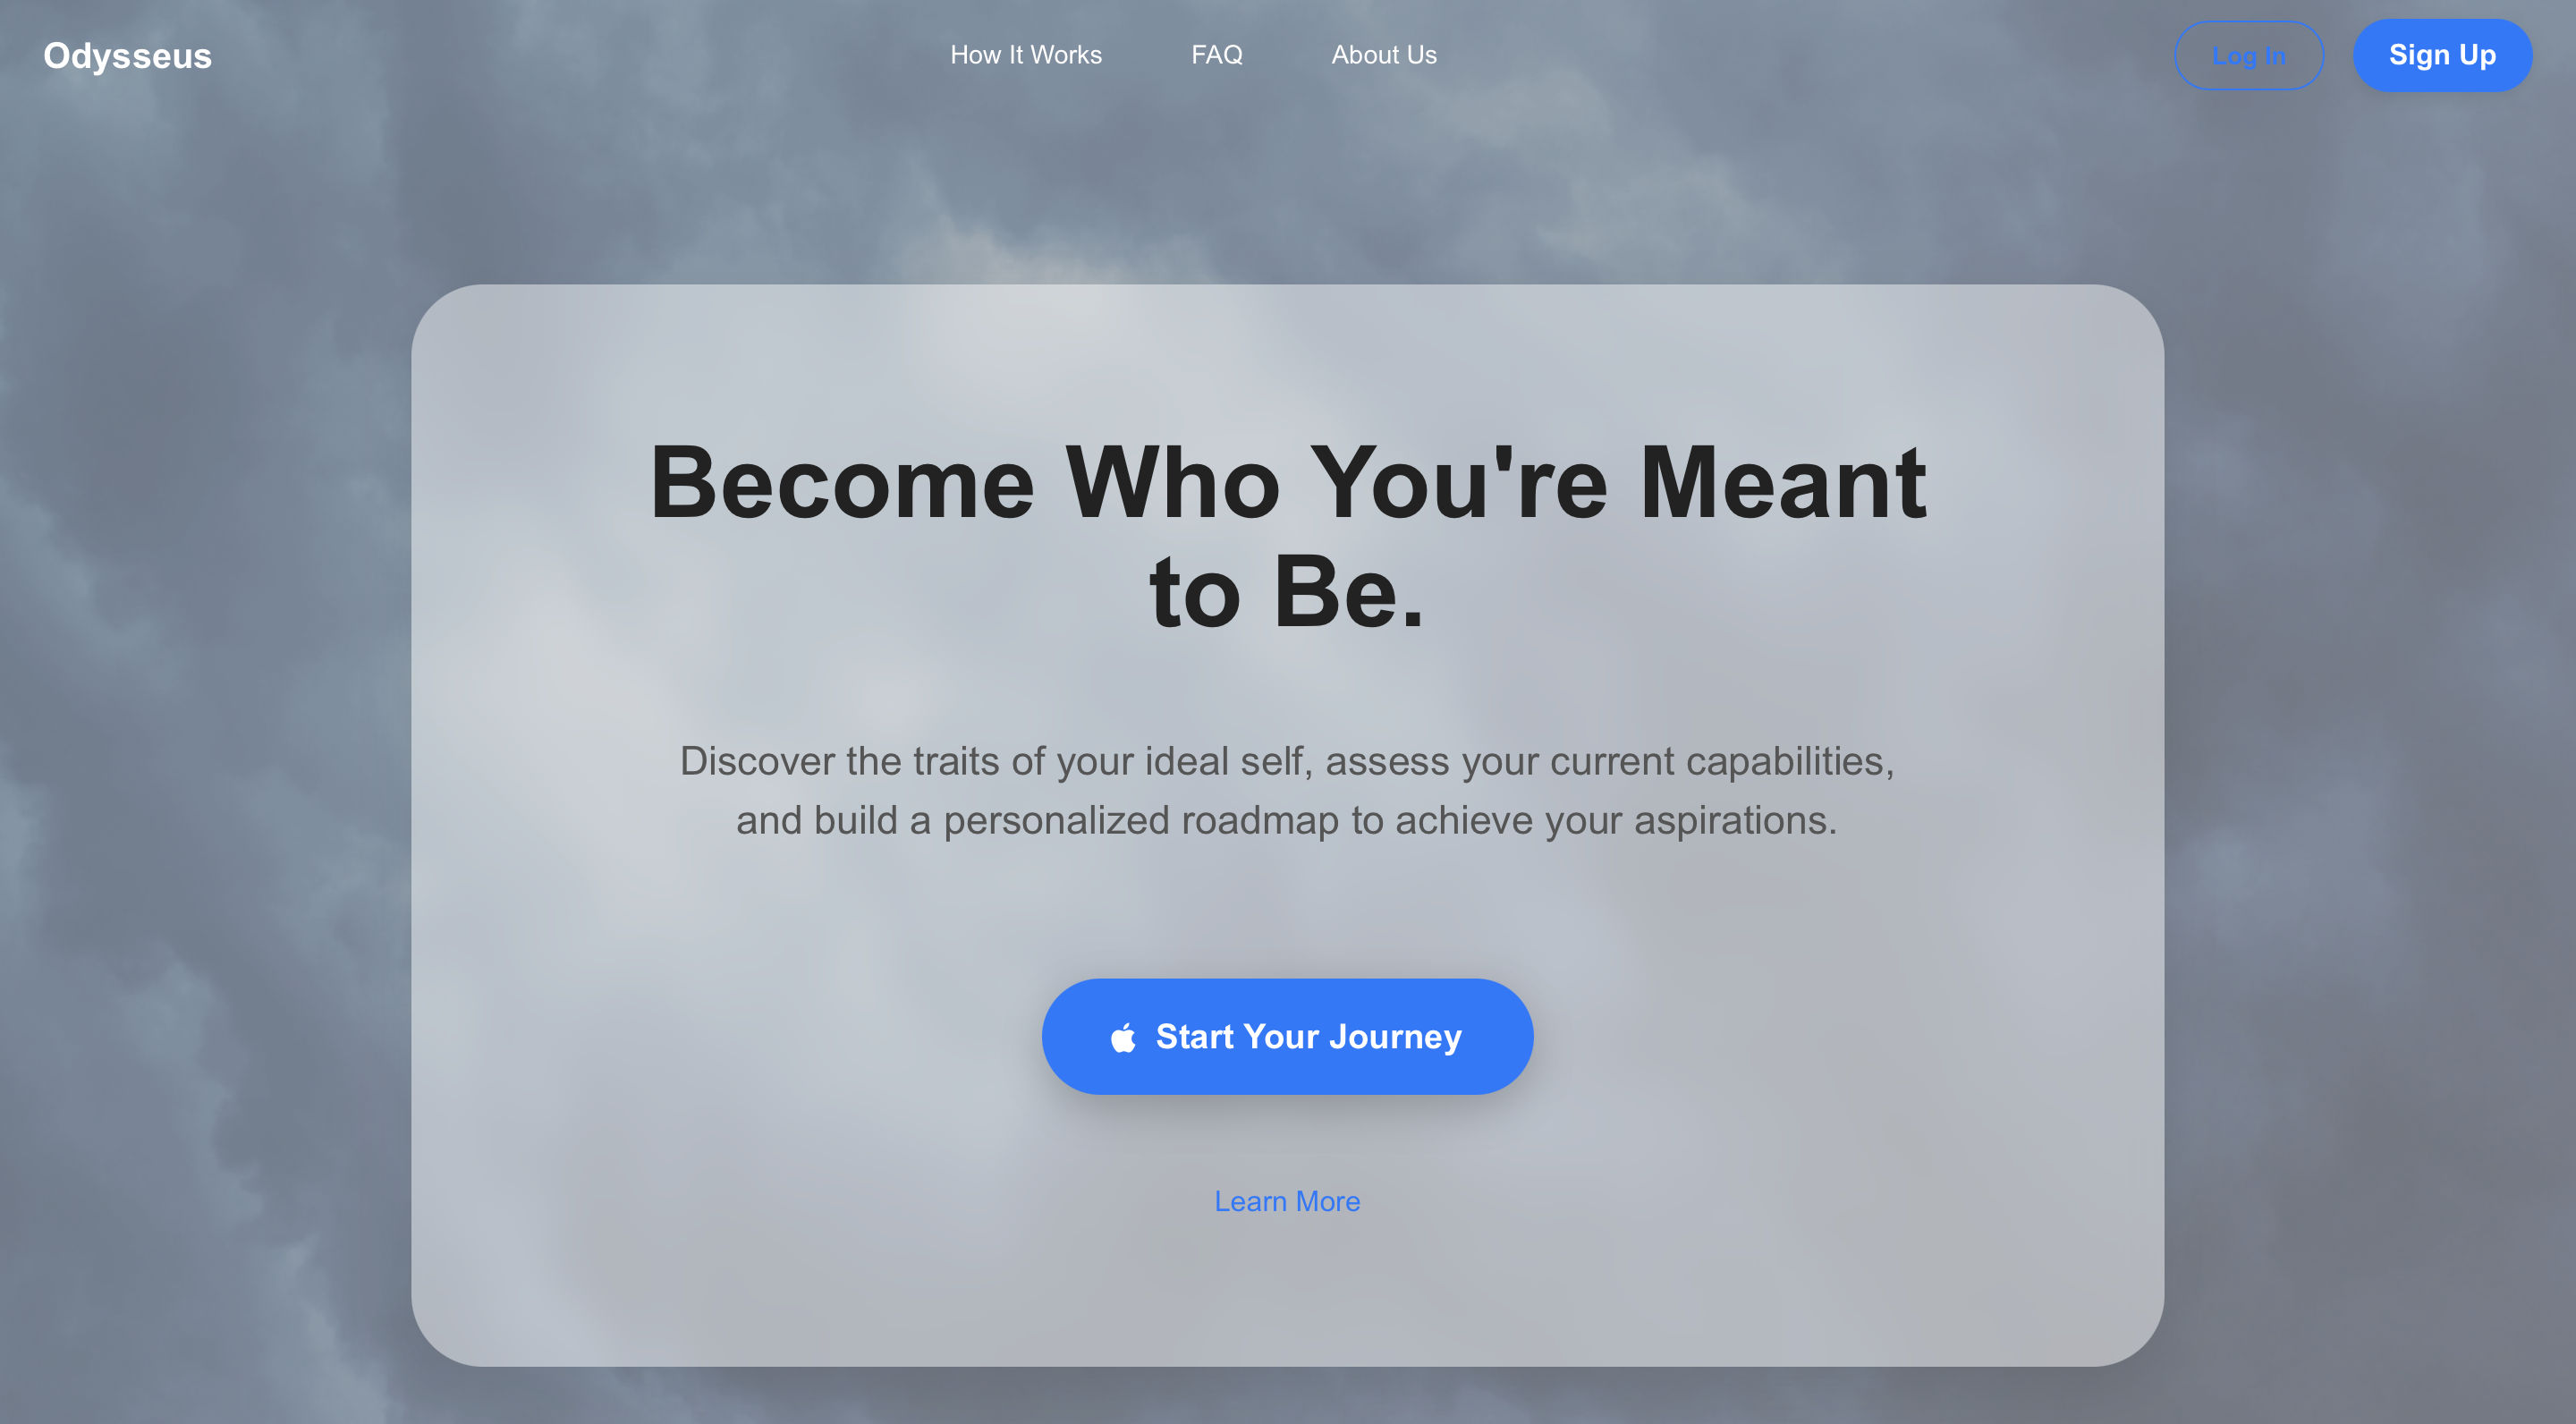 Odysseus
How It Works
FAQ
About Us
Log In
Sign Up
Become Who You're Meant
to Be.
Discover the traits of your ideal self, assess your current capabilities,
and build a personalized roadmap to achieve your aspirations.
Start Your Journey
Learn More